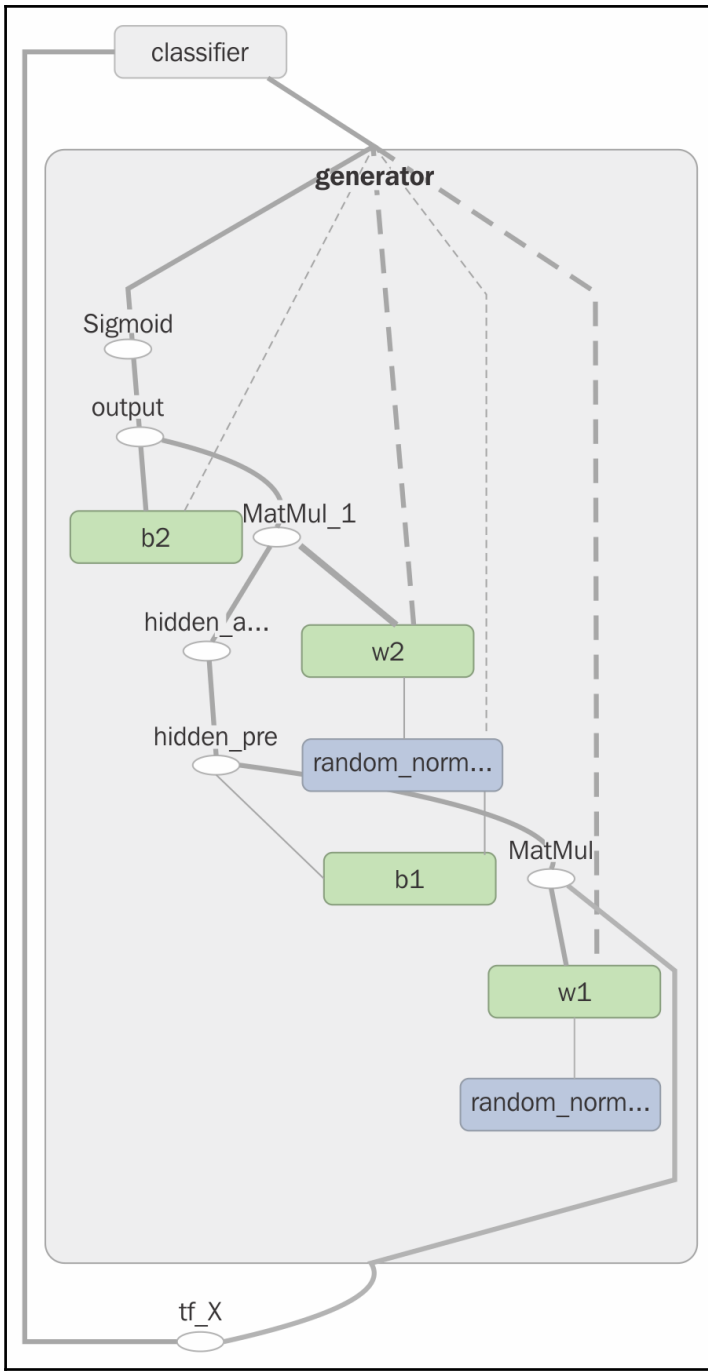 classifier
generator
Sigmoid
output
MatMul_1
b2
hidden_a...
w2
hidden_pre
random_norm...
MatMul
b1
w1
random_norm...
tf_X